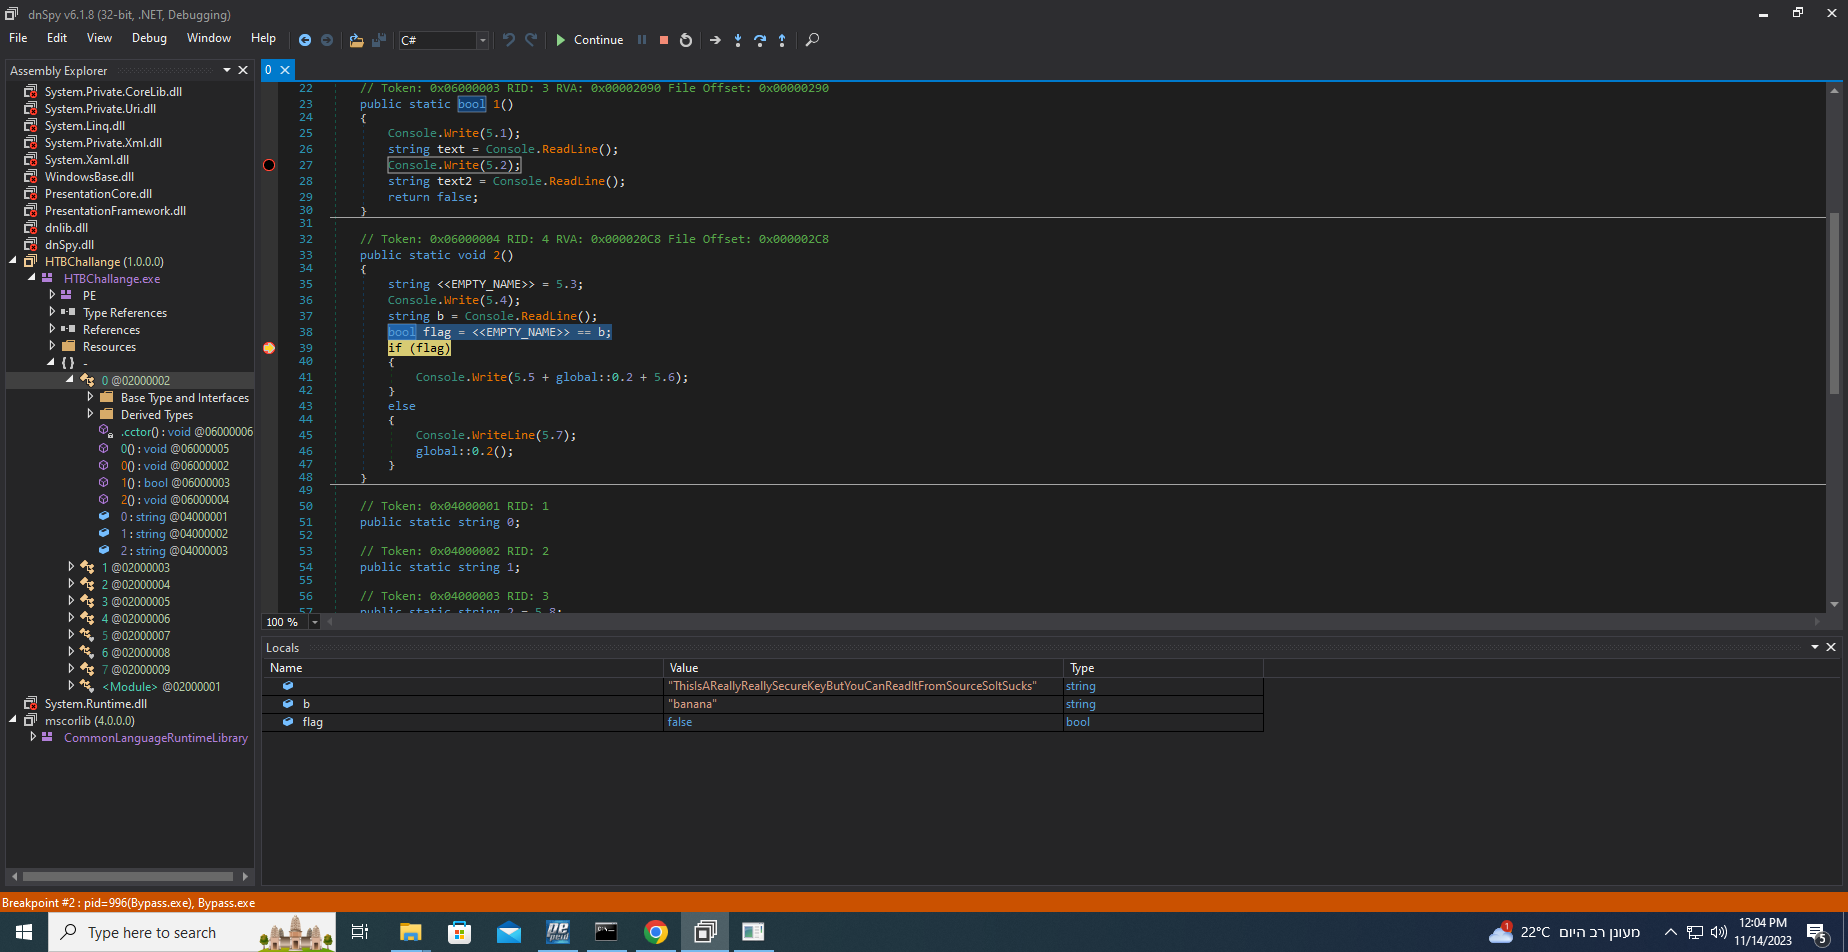 dnSpy v6.1.8 (32-bit, .NET, Debugging)
File Edit View Debug Window Help C# Continue
Assembly Explorer
System.Private.CoreLib.dll
System.Private.Uri.dll
System.Linq.dll
System.Private.Xml.dll
System.Xaml.dll
WindowsBase.dll
PresentationCore.dll
PresentationFramework.dll
dnlib.dll
dnSpy.dll
HTBChallange (1.0.0.0)
HTBChallange.exe
PE
Type References
References
Resources
{ } -
0 @02000002
Base Type and Interfaces
Derived Types
.cctor() : void @06000006
0() : void @06000005
0() : void @06000002
1() : bool @06000003
2() : void @06000004
0 : string @04000001
1 : string @04000002
2 : string @04000003
1 @02000003
2 @02000004
3 @02000005
4 @02000006
5 @02000007
6 @02000008
7 @02000009
<Module> @02000001
System.Runtime.dll
mscorlib (4.0.0.0)
CommonLanguageRuntimeLibrary
0
22 // Token: 0x06000003 RID: 3 RVA: 0x00002090 File Offset: 0x00000290
23 public static bool 1()
24 {
25 Console.Write(5.1);
26 string text = Console.ReadLine();
27 Console.Write(5.2);
28 string text2 = Console.ReadLine();
29 return false;
30 }
31
32 // Token: 0x06000004 RID: 4 RVA: 0x000020C8 File Offset: 0x000002C8
33 public static void 2()
34 {
35 string <<EMPTY_NAME>> = 5.3;
36 Console.Write(5.4);
37 string b = Console.ReadLine();
38 bool flag = <<EMPTY_NAME>> == b;
39 if (flag)
40 {
41 Console.Write(5.5 + global::0.2 + 5.6);
42 }
43 else
44 {
45 Console.WriteLine(5.7);
46 global::0.2();
47 }
48 }
49
50 // Token: 0x04000001 RID: 1
51 public static string 0;
52
53 // Token: 0x04000002 RID: 2
54 public static string 1;
55
56 // Token: 0x04000003 RID: 3
57 public static string 2 = 5.8;
100 %
Locals
Name Value Type
"ThisIsAReallyReallySecureKeyButYouCanReadItFromSourceSoItSucks" string
b "banana" string
flag false bool
Breakpoint #2 : pid=996(Bypass.exe), Bypass.exe
Type here to search
PE
peid
1
22°C מעונן רב היום
12:04 PM
11/14/2023
5